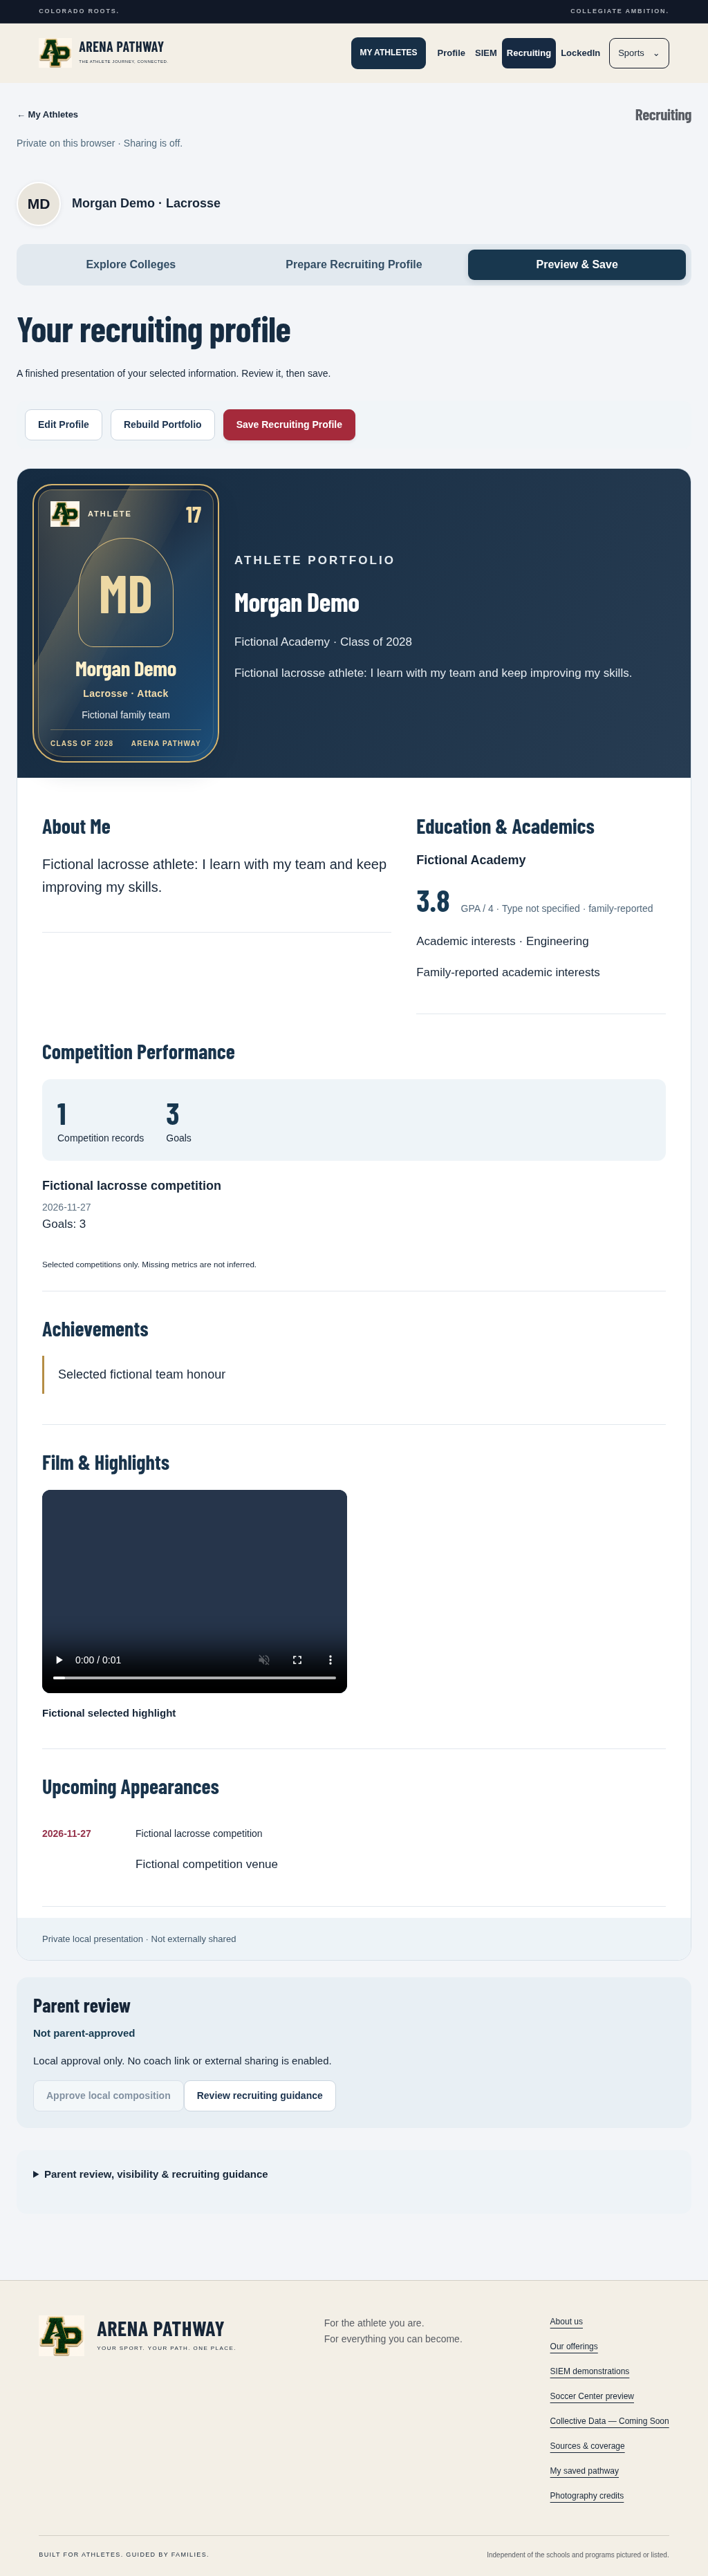 COLORADO ROOTS.
COLLEGIATE AMBITION.
AP
ARENA PATHWAY
THE ATHLETE JOURNEY, CONNECTED.
MY ATHLETES
Profile
SIEM
Recruiting
LockedIn
Sports
← My Athletes
Recruiting
Private on this browser · Sharing is off.
MD
Morgan Demo · Lacrosse
Explore Colleges
Prepare Recruiting Profile
Preview & Save
Your recruiting profile
A finished presentation of your selected information. Review it, then save.
Edit Profile
Rebuild Portfolio
Save Recruiting Profile
AP
ATHLETE
17
MD
Morgan Demo
Lacrosse · Attack
Fictional family team
CLASS OF 2028
ARENA PATHWAY
ATHLETE PORTFOLIO
Morgan Demo
Fictional Academy · Class of 2028
Fictional lacrosse athlete: I learn with my team and keep improving my skills.
About Me
Fictional lacrosse athlete: I learn with my team and keep
improving my skills.
Education & Academics
Fictional Academy
3.8
GPA / 4 · Type not specified · family-reported
Academic interests · Engineering
Family-reported academic interests
Competition Performance
1
Competition records
3
Goals
Fictional lacrosse competition
2026-11-27
Goals: 3
Selected competitions only. Missing metrics are not inferred.
Achievements
Selected fictional team honour
Film & Highlights
0:00 / 0:01
Fictional selected highlight
Upcoming Appearances
2026-11-27
Fictional lacrosse competition
Fictional competition venue
Private local presentation · Not externally shared
Parent review
Not parent-approved
Local approval only. No coach link or external sharing is enabled.
Approve local composition
Review recruiting guidance
Parent review, visibility & recruiting guidance
AP
ARENA PATHWAY
YOUR SPORT. YOUR PATH. ONE PLACE.
For the athlete you are.
For everything you can become.
About us
Our offerings
SIEM demonstrations
Soccer Center preview
Collective Data — Coming Soon
Sources & coverage
My saved pathway
Photography credits
BUILT FOR ATHLETES. GUIDED BY FAMILIES.
Independent of the schools and programs pictured or listed.